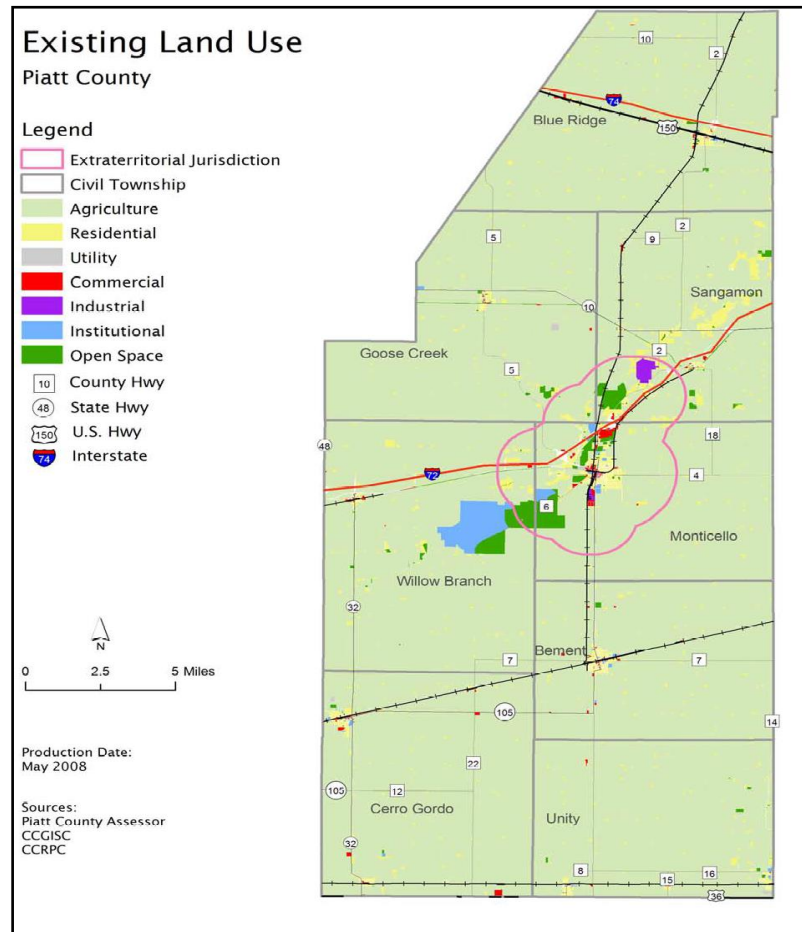 Existing Land Use
Piatt County
Legend
Extraterritorial Jurisdiction
Civil Township
Agriculture
Residential
Utility
Commercial
Industrial
Institutional
Open Space
10 County Hwy
48 State Hwy
150 U.S. Hwy
74 Interstate
N
0 2.5 5 Miles
Production Date:
May 2008
Sources:
Piatt County Assessor
CCGISC
CCRPC
10
2
74
Blue Ridge
150
5
9
2
Sangamon
10
Goose Creek
2
5
48
18
72
4
6
Monticello
Willow Branch
32
Bement
7
7
105
14
22
105
12
Cerro Gordo
Unity
32
8
16
15
36